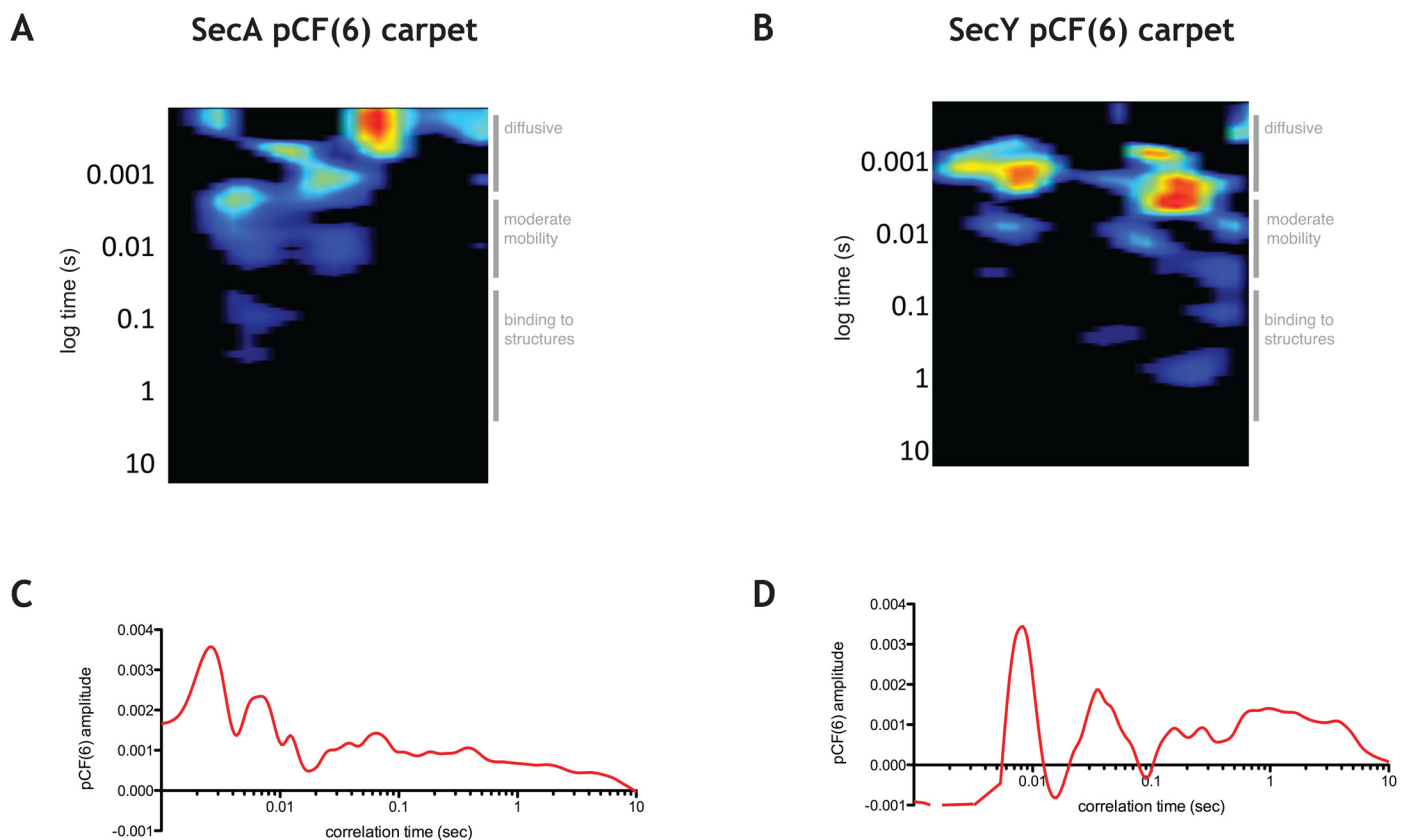 A
SecA pCF(6) carpet
B
SecY pCF(6) carpet
log time (s)
0.001
0.01
0.1
1
10
diffusive
moderate
mobility
binding to
structures
log time (s)
0.001
0.01
0.1
1
10
diffusive
moderate
mobility
binding to
structures
C
pCF(6) amplitude
0.004
0.003
0.002
0.001
0.000
-0.001
0.01
0.1
1
10
correlation time (sec)
D
pCF(6) amplitude
0.004
0.003
0.002
0.001
0.000
-0.001
0.01
0.1
1
10
correlation time (sec)